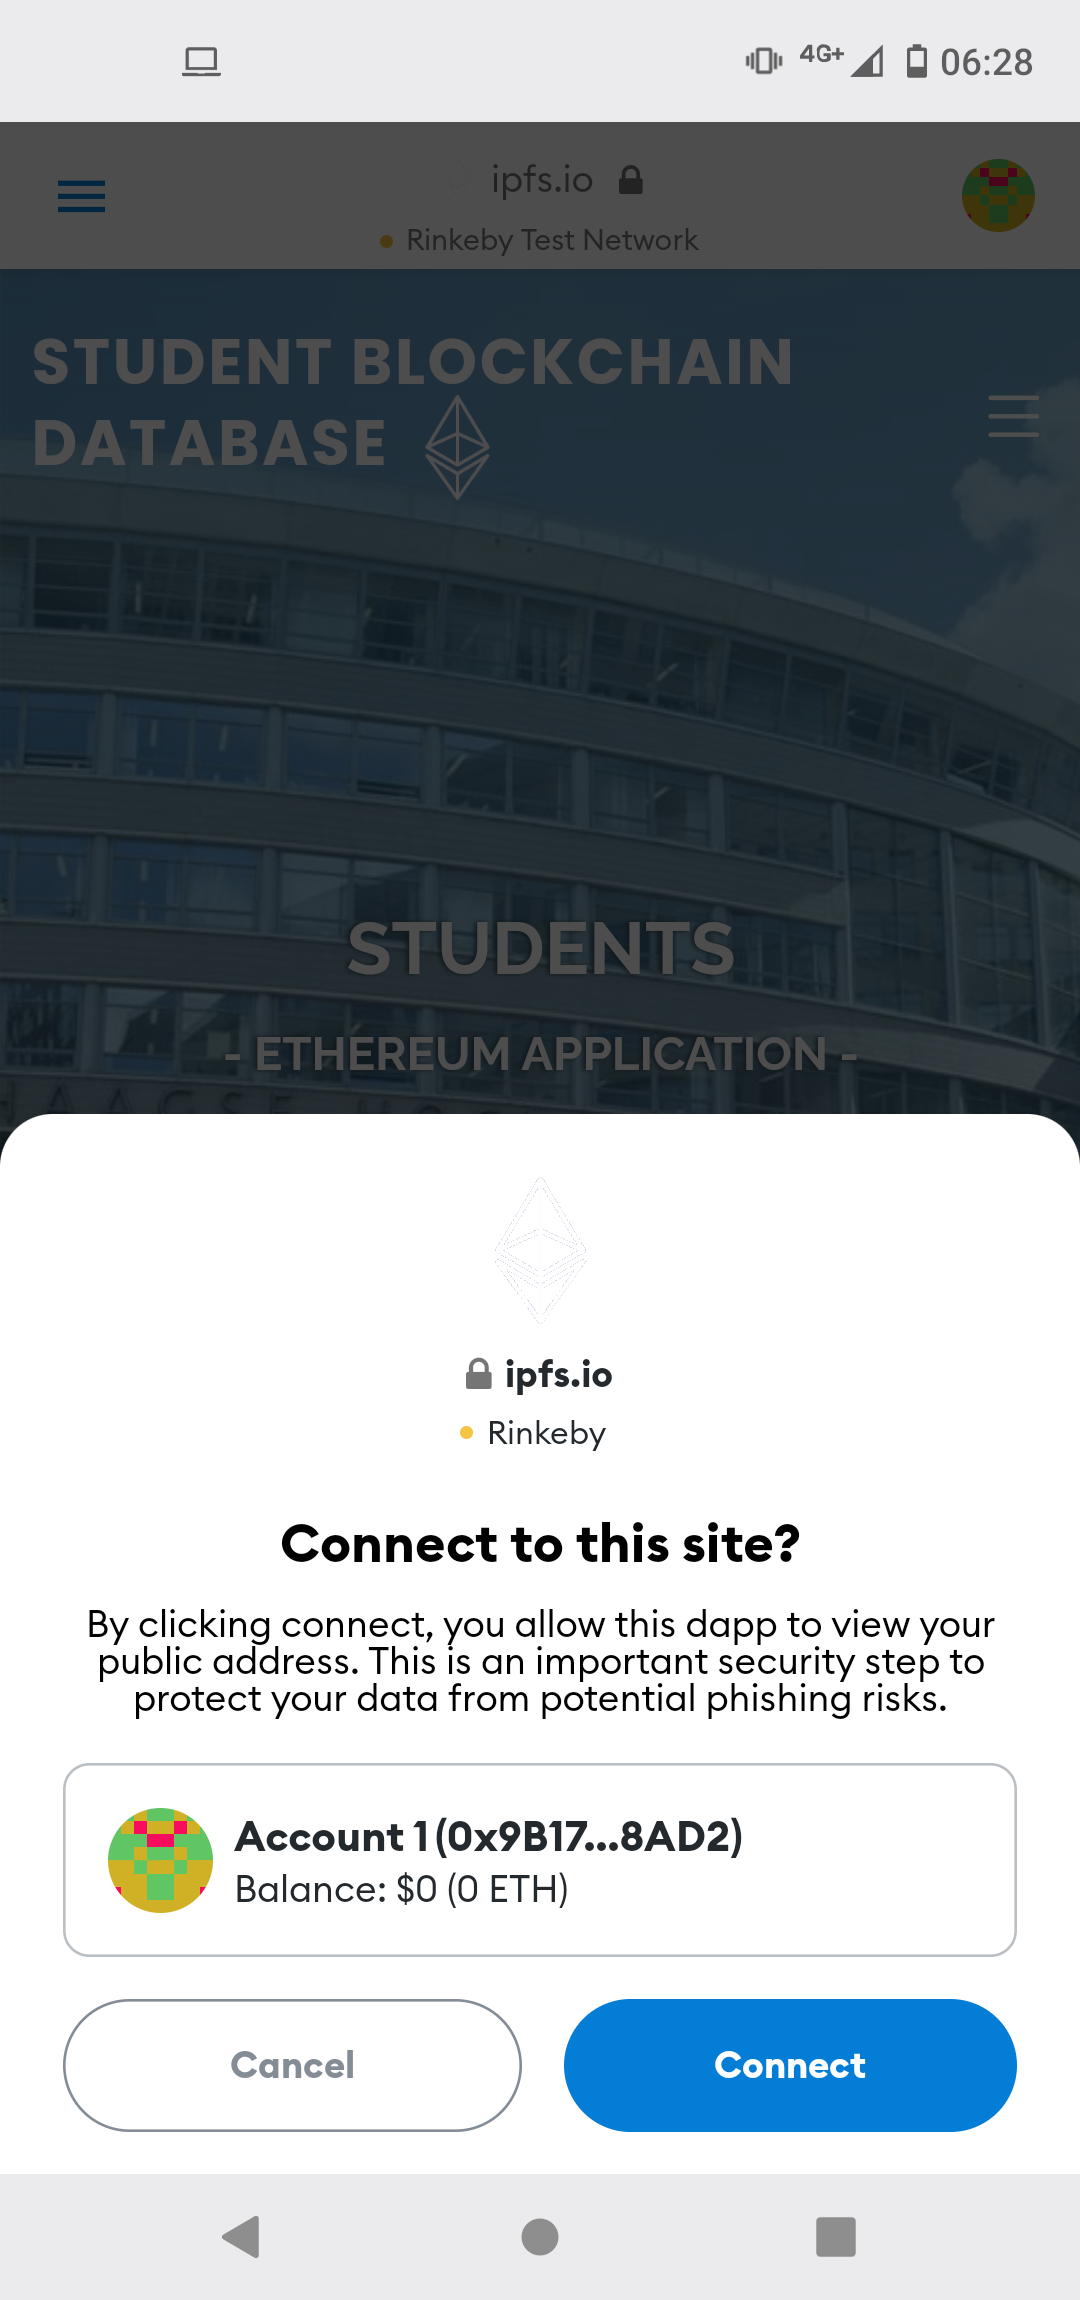 4G+ 06:28
ipfs.io
Rinkeby Test Network
STUDENT BLOCKCHAIN
DATABASE
STUDENTS
- ETHEREUM APPLICATION -
ipfs.io
Rinkeby
Connect to this site?
By clicking connect, you allow this dapp to view your
public address. This is an important security step to
protect your data from potential phishing risks.
Account 1 (0x9B17...8AD2)
Balance: $0 (0 ETH)
Cancel
Connect